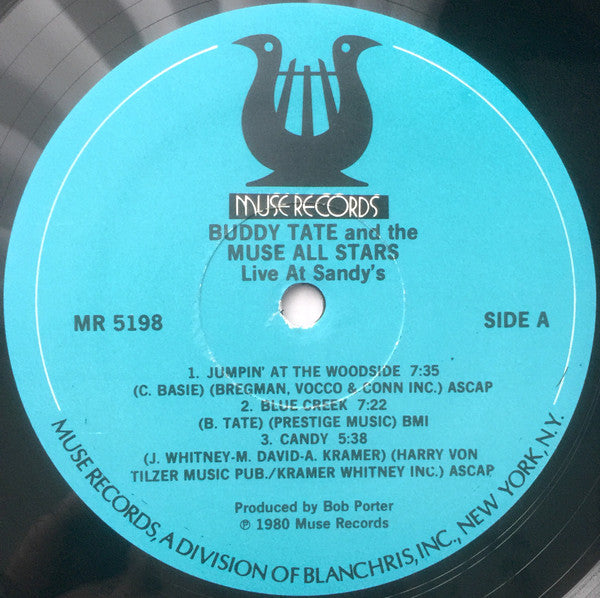 MUSE RECORDS
BUDDY TATE and the
MUSE ALL STARS
Live At Sandy's
MR 5198
SIDE A
1. JUMPIN' AT THE WOODSIDE 7:35
(C. BASIE) (BREGMAN, VOCCO & CONN INC.) ASCAP
2. BLUE CREEK 7:22
(B. TATE) (PRESTIGE MUSIC) BMI
3. CANDY 5:38
(J. WHITNEY-M. DAVID-A. KRAMER) (HARRY VON
TILZER MUSIC PUB./KRAMER WHITNEY INC.) ASCAP
Produced by Bob Porter
℗ 1980 Muse Records
MUSE RECORDS, A DIVISION OF BLANCHRIS, INC., NEW YORK, N.Y.